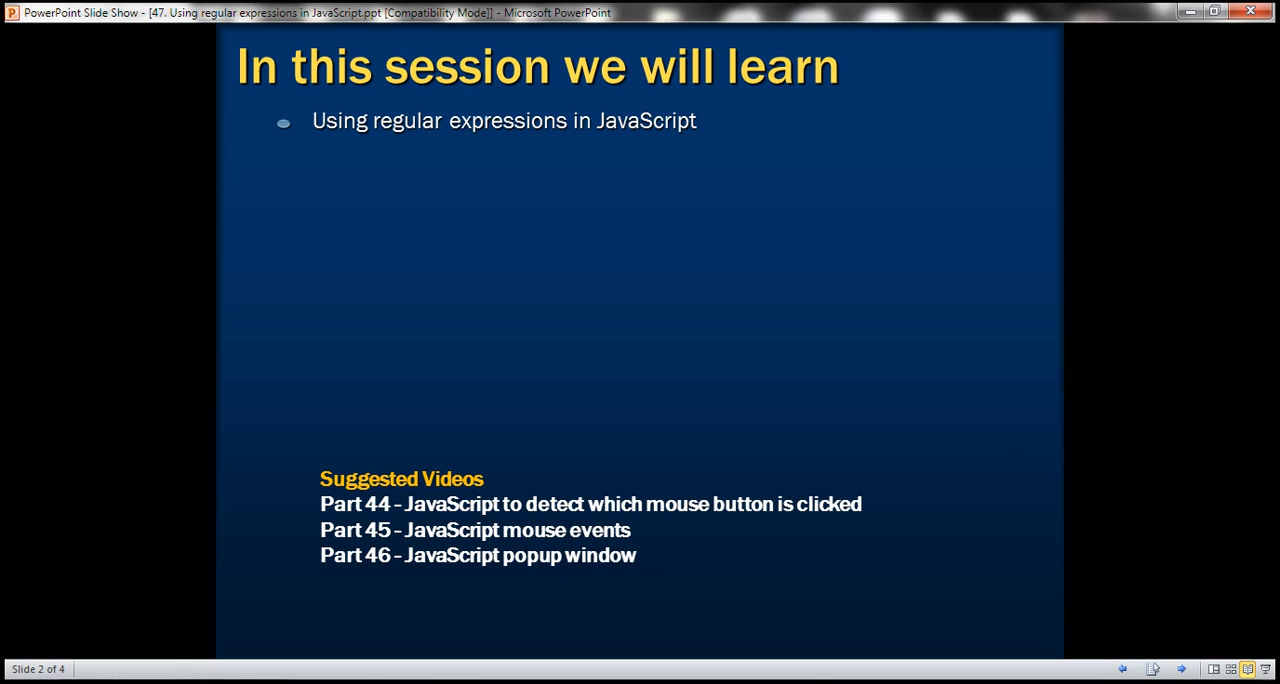 PowerPoint Slide Show - [47. Using regular expressions in JavaScript.ppt [Compatibility Mode]] - Microsoft PowerPoint
In this session we will learn
Using regular expressions in JavaScript
Suggested Videos
Part 44 - JavaScript to detect which mouse button is clicked
Part 45 - JavaScript mouse events
Part 46 - JavaScript popup window
Slide 2 of 4